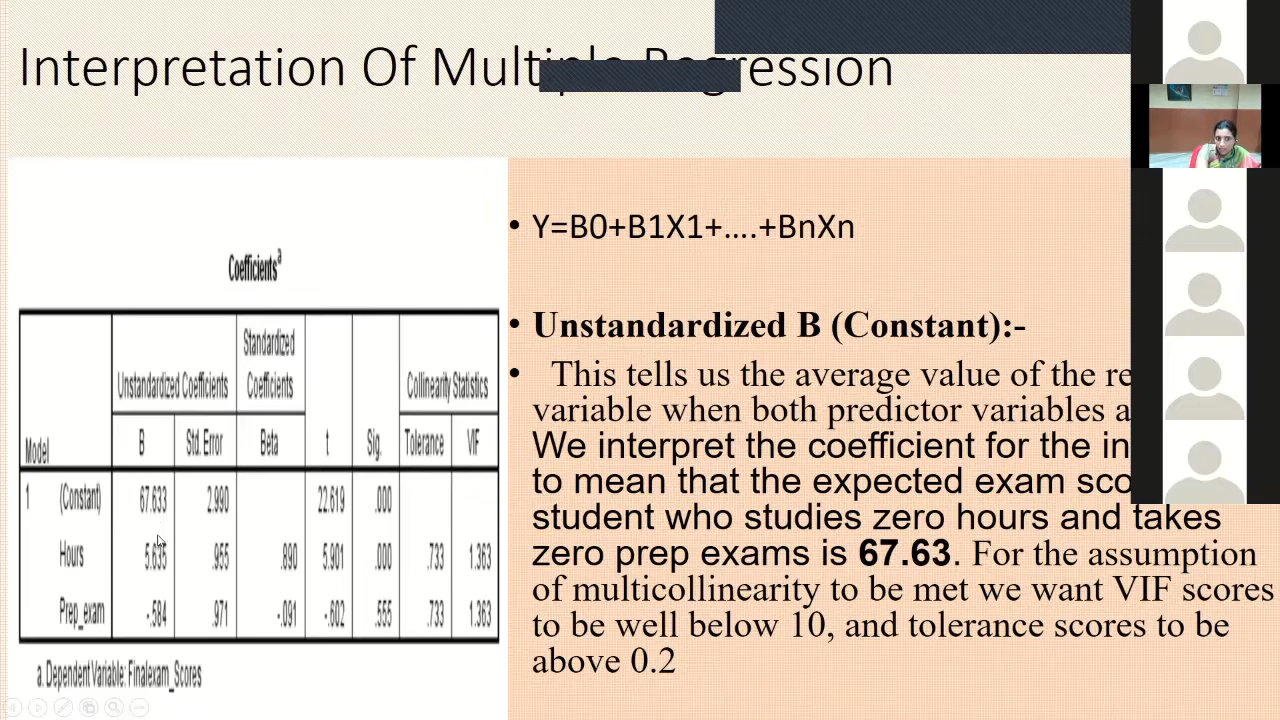 Interpretation Of Multiple Regression
Coefficientsª
Model Unstandardized Coefficients Standardized Coefficients t Sig. Collinearity Statistics
B Std. Error Beta Tolerance VIF
1 (Constant) 67.633 2.990 22.619 .000
Hours 5.635 .955 .890 5.901 .000 .733 1.363
Prep_exam -.584 .971 -.091 -.602 .555 .733 1.363
a. Dependent Variable: Finalexam_Scores
• Y=B0+B1X1+....+BnXn
• Unstandardized B (Constant):-
• This tells us the average value of the re
variable when both predictor variables a
We interpret the coefficient for the in
to mean that the expected exam sco
student who studies zero hours and takes
zero prep exams is 67.63. For the assumption
of multicollinearity to be met we want VIF scores
to be well below 10, and tolerance scores to be
above 0.2